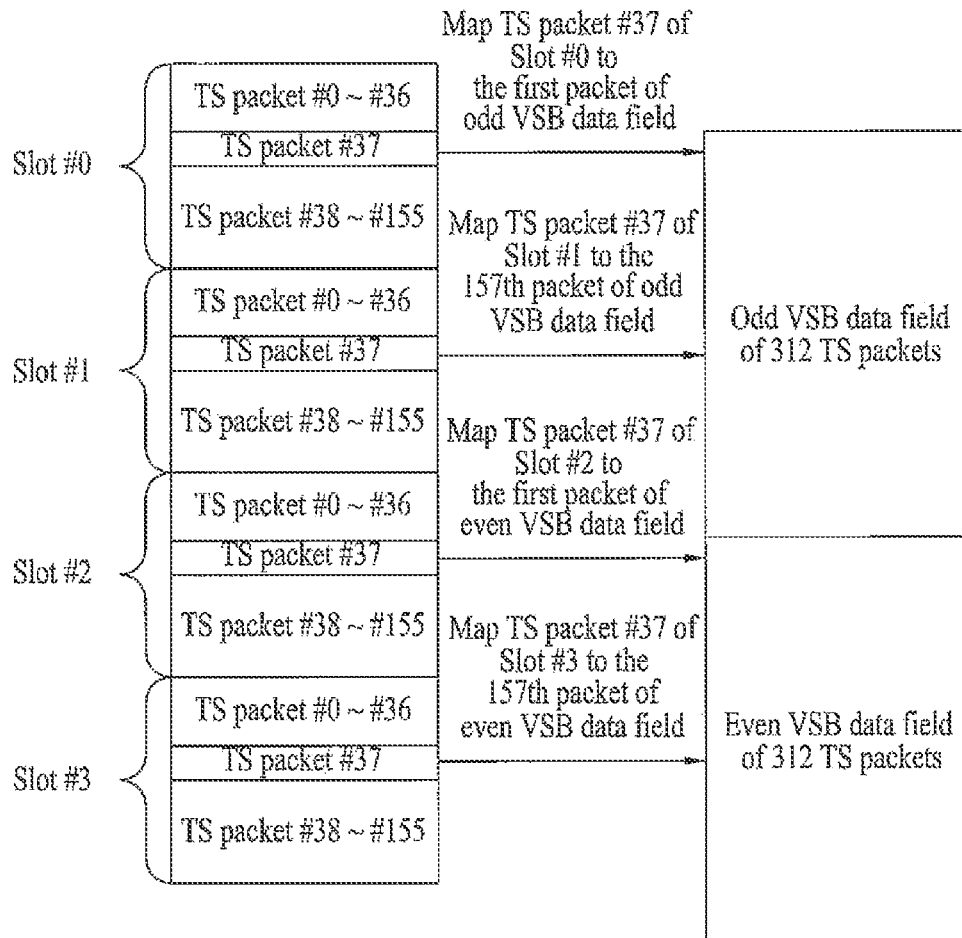 Map TS packet #37 of
Slot #0 to
the first packet of
odd VSB data field
Slot #0
TS packet #0 ~ #36
TS packet #37
TS packet #38 ~ #155
Map TS packet #37 of
Slot #1 to the
157th packet of odd
VSB data field
Slot #1
TS packet #0 ~ #36
TS packet #37
TS packet #38 ~ #155
Odd VSB data field
of 312 TS packets
Map TS packet #37 of
Slot #2 to
the first packet of
even VSB data field
Slot #2
TS packet #0 ~ #36
TS packet #37
TS packet #38 ~ #155
Map TS packet #37 of
Slot #3 to the
157th packet of
even VSB data field
Slot #3
TS packet #0 ~ #36
TS packet #37
TS packet #38 ~ #155
Even VSB data field
of 312 TS packets